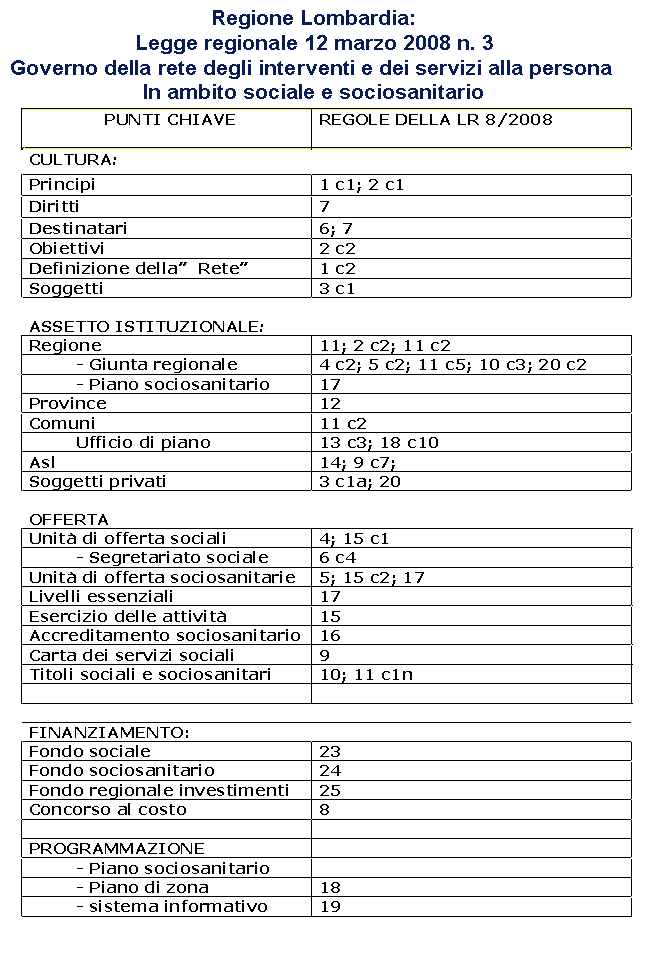 Regione Lombardia:
Legge regionale 12 marzo 2008 n. 3
Governo della rete degli interventi e dei servizi alla persona
In ambito sociale e sociosanitario
PUNTI CHIAVE REGOLE DELLA LR 8/2008
CULTURA:
Principi 1 c1; 2 c1
Diritti 7
Destinatari 6; 7
Obiettivi 2 c2
Definizione della” Rete” 1 c2
Soggetti 3 c1
ASSETTO ISTITUZIONALE:
Regione 11; 2 c2; 11 c2
- Giunta regionale 4 c2; 5 c2; 11 c5; 10 c3; 20 c2
- Piano sociosanitario 17
Province 12
Comuni 11 c2
Ufficio di piano 13 c3; 18 c10
Asl 14; 9 c7;
Soggetti privati 3 c1a; 20
OFFERTA
Unità di offerta sociali 4; 15 c1
- Segretariato sociale 6 c4
Unità di offerta sociosanitarie 5; 15 c2; 17
Livelli essenziali 17
Esercizio delle attività 15
Accreditamento sociosanitario 16
Carta dei servizi sociali 9
Titoli sociali e sociosanitari 10; 11 c1n
FINANZIAMENTO:
Fondo sociale 23
Fondo sociosanitario 24
Fondo regionale investimenti 25
Concorso al costo 8
PROGRAMMAZIONE
- Piano sociosanitario
- Piano di zona 18
- sistema informativo 19